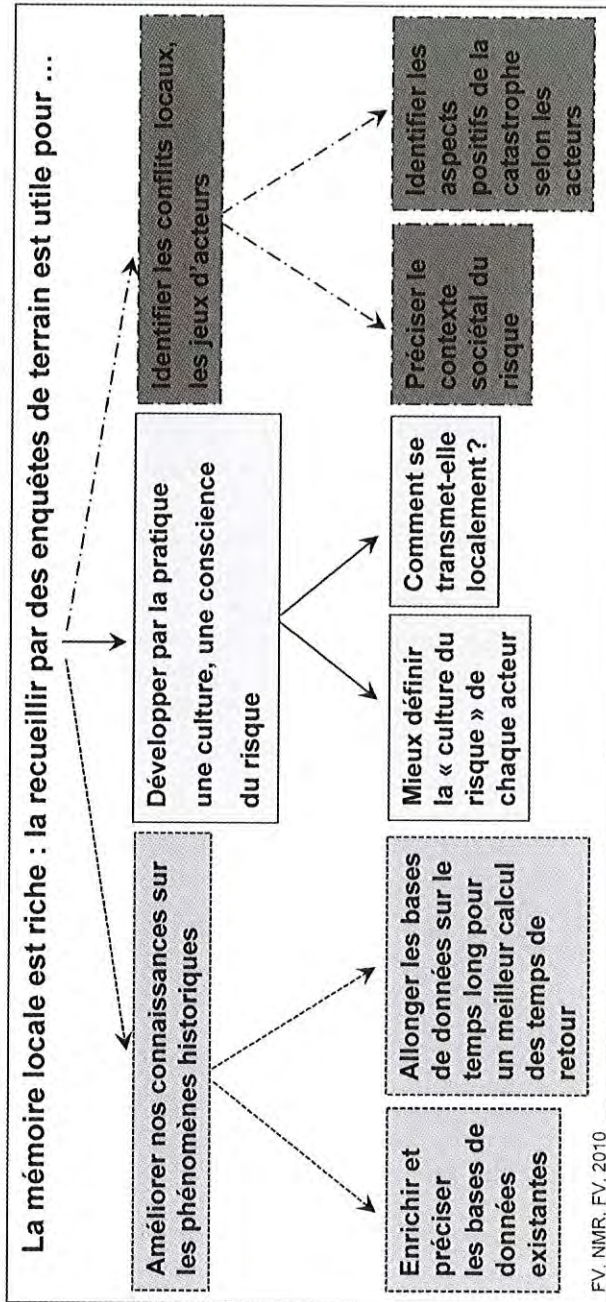 La mémoire locale est riche : la recueillir par des enquêtes de terrain est utile pour ...
Améliorer nos connaissances sur
les phénomènes historiques
Développer par la pratique
une culture, une conscience
du risque
Identifier les conflits locaux,
les jeux d'acteurs
Enrichir et
préciser
les bases de
données
existantes
Allonger les bases
de données sur le
temps long pour
un meilleur calcul
des temps de
retour
Mieux définir
la « culture du
risque » de
chaque acteur
Comment se
transmet-elle
localement ?
Préciser le
contexte
sociétal du
risque
Identifier les
aspects
positifs de la
catastrophe
selon les
acteurs
FV, NMR, FV, 2010